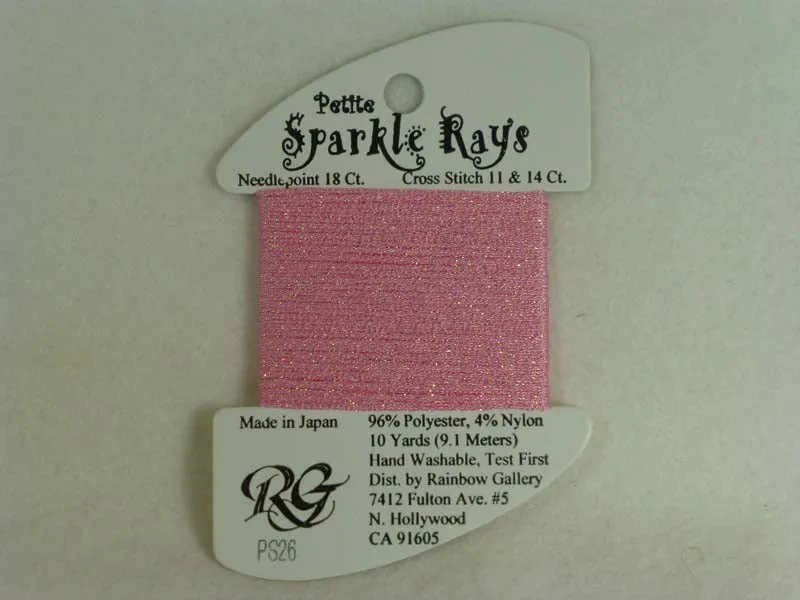 Petite
Sparkle Rays
Needlepoint 18 Ct. Cross Stitch 11 & 14 Ct.
Made in Japan
RG
PS26
96% Polyester, 4% Nylon
10 Yards (9.1 Meters)
Hand Washable, Test First
Dist. by Rainbow Gallery
7412 Fulton Ave. #5
N. Hollywood
CA 91605